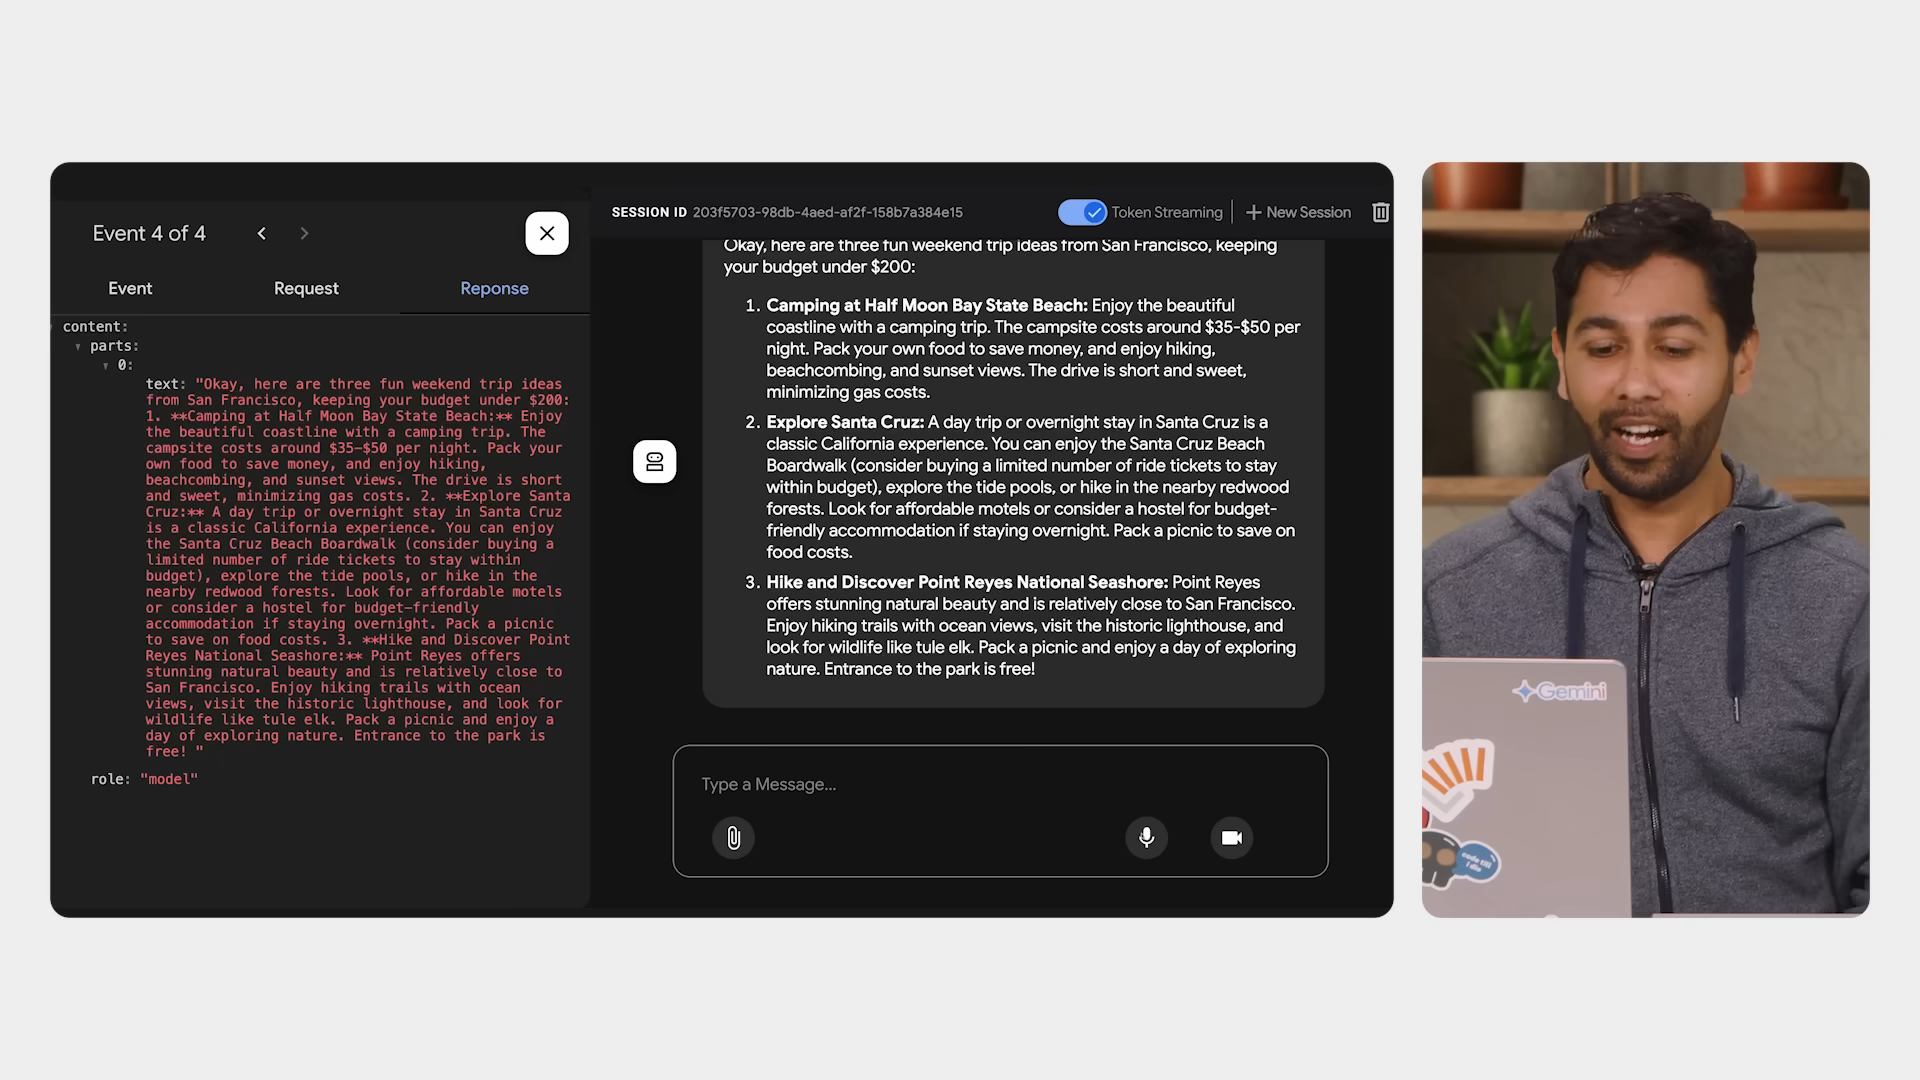 Event 4 of 4
Event
Request
Reponse
content:
parts:
0:
text: "Okay, here are three fun weekend trip ideas
from San Francisco, keeping your budget under $200:
1. **Camping at Half Moon Bay State Beach:** Enjoy
the beautiful coastline with a camping trip. The
campsite costs around $35–$50 per night. Pack your
own food to save money, and enjoy hiking,
beachcombing, and sunset views. The drive is short
and sweet, minimizing gas costs. 2. **Explore Santa
Cruz:** A day trip or overnight stay in Santa Cruz
is a classic California experience. You can enjoy
the Santa Cruz Beach Boardwalk (consider buying a
limited number of ride tickets to stay within
budget), explore the tide pools, or hike in the
nearby redwood forests. Look for affordable motels
or consider a hostel for budget-friendly
accommodation if staying overnight. Pack a picnic
to save on food costs. 3. **Hike and Discover Point
Reyes National Seashore:** Point Reyes offers
stunning natural beauty and is relatively close to
San Francisco. Enjoy hiking trails with ocean
views, visit the historic lighthouse, and look for
wildlife like tule elk. Pack a picnic and enjoy a
day of exploring nature. Entrance to the park is
free! "
role: "model"
SESSION ID 203f5703-98db-4aed-af2f-158b7a384e15
Token Streaming
+ New Session
Okay, here are three fun weekend trip ideas from San Francisco, keeping
your budget under $200:
1. Camping at Half Moon Bay State Beach: Enjoy the beautiful
coastline with a camping trip. The campsite costs around $35-$50 per
night. Pack your own food to save money, and enjoy hiking,
beachcombing, and sunset views. The drive is short and sweet,
minimizing gas costs.
2. Explore Santa Cruz: A day trip or overnight stay in Santa Cruz is a
classic California experience. You can enjoy the Santa Cruz Beach
Boardwalk (consider buying a limited number of ride tickets to stay
within budget), explore the tide pools, or hike in the nearby redwood
forests. Look for affordable motels or consider a hostel for budget-
friendly accommodation if staying overnight. Pack a picnic to save on
food costs.
3. Hike and Discover Point Reyes National Seashore: Point Reyes
offers stunning natural beauty and is relatively close to San Francisco.
Enjoy hiking trails with ocean views, visit the historic lighthouse, and
look for wildlife like tule elk. Pack a picnic and enjoy a day of exploring
nature. Entrance to the park is free!
Type a Message...
Gemini
code till
i die